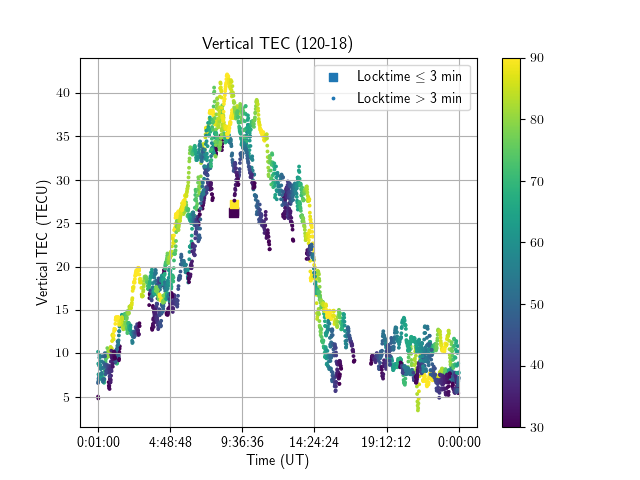 Vertical TEC (120-18)
Locktime ≤ 3 min
Locktime > 3 min
Vertical TEC (TECU)
40
35
30
25
20
15
10
5
0:01:00 4:48:48 9:36:36 14:24:24 19:12:12 0:00:00
Time (UT)
90
80
70
60
50
40
30